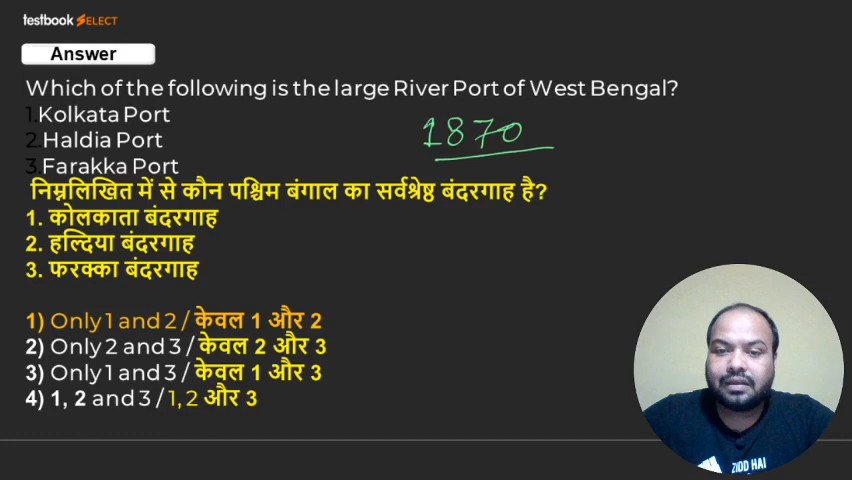 testbook SELECT
Answer
Which of the following is the large River Port of West Bengal?
1.Kolkata Port
1870
2.Haldia Port
3.Farakka Port
निम्नलिखित में से कौन पश्चिम बंगाल का सर्वश्रेष्ठ बंदरगाह है?
1. कोलकाता बंदरगाह
2. हल्दिया बंदरगाह
3. फरक्का बंदरगाह
1) Only 1 and 2 / केवल 1 और 2
2) Only 2 and 3 / केवल 2 और 3
3) Only 1 and 3 / केवल 1 और 3
4) 1, 2 and 3 / 1, 2 और 3
ZIDD HAI